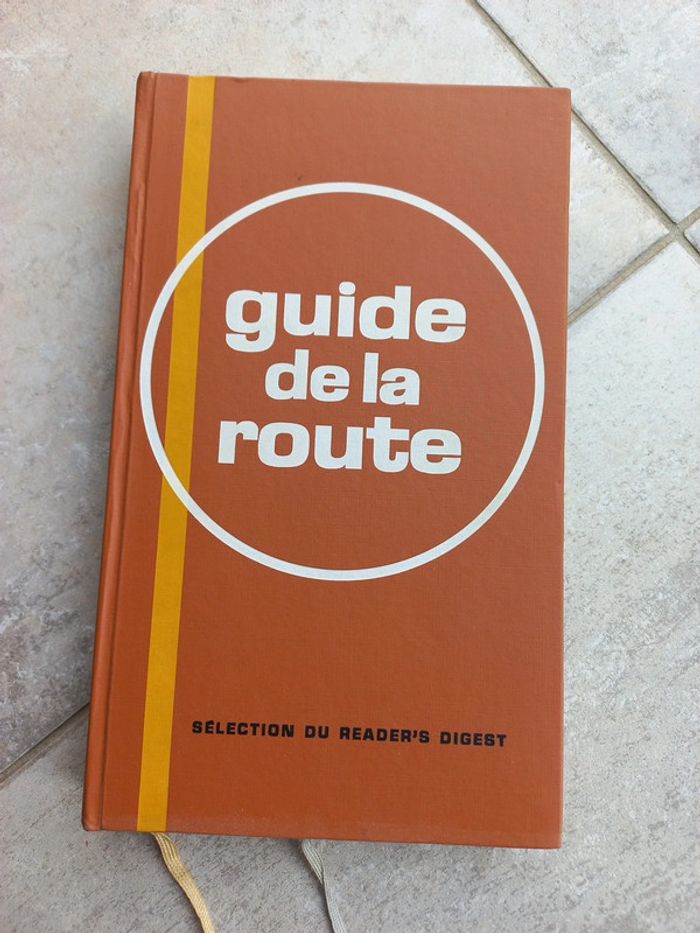 guide
de la
route
SÉLECTION DU READER'S DIGEST